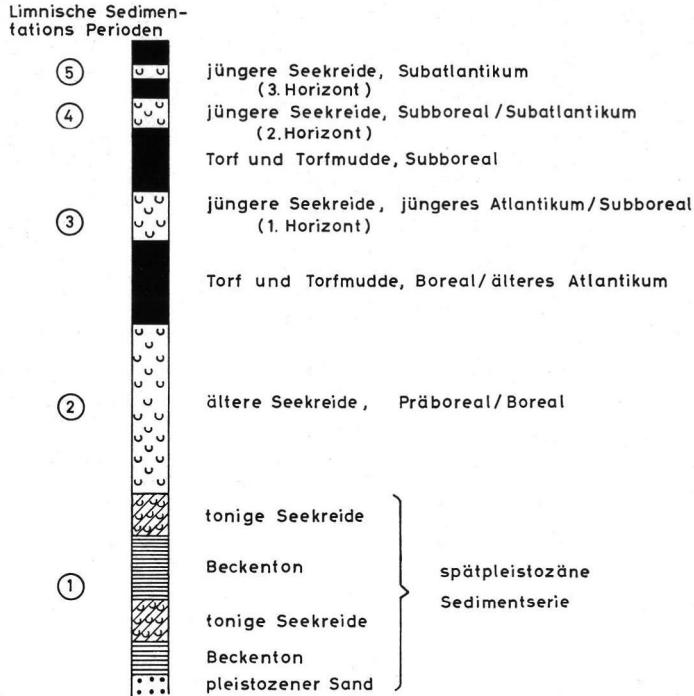 Limnische Sedimen-
tations Perioden
5 jüngere Seekreide, Subatlantikum
(3. Horizont)
4 jüngere Seekreide, Subboreal/Subatlantikum
(2. Horizont)
Torf und Torfmudde, Subboreal
3 jüngere Seekreide, jüngeres Atlantikum/Subboreal
(1. Horizont)
Torf und Torfmudde, Boreal/älteres Atlantikum
2 ältere Seekreide, Präboreal/Boreal
tonige Seekreide
Beckenton
1 spätpleistozäne
Sedimentserie
tonige Seekreide
Beckenton
pleistozener Sand